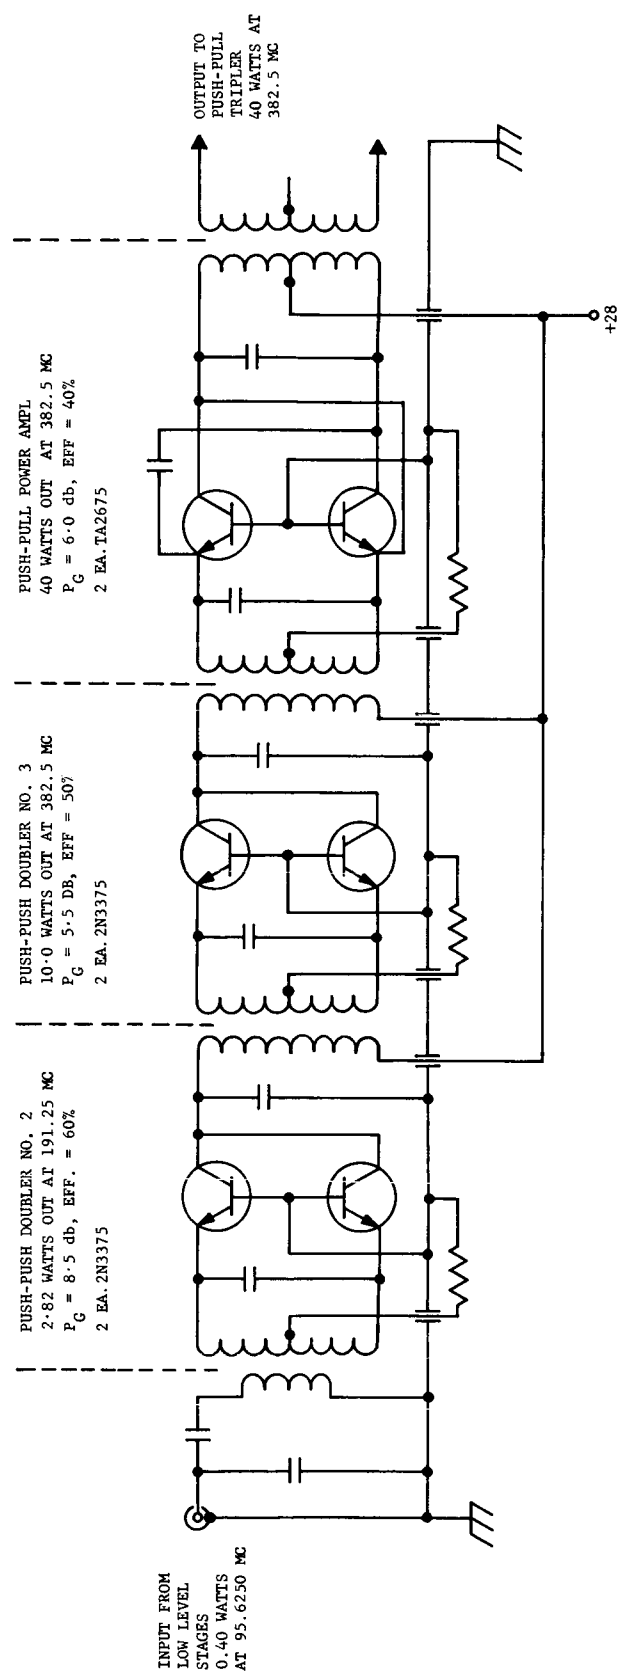 INPUT FROM
LOW LEVEL
STAGES
0.40 WATTS
AT 95.6250 MC
PUSH-PUSH DOUBLER NO. 2
2·82 WATTS OUT AT 191.25 MC
PG = 8·5 db, EFF. = 60%
2 EA.2N3375
PUSH-PUSH DOUBLER NO. 3
10·0 WATTS OUT AT 382.5 MC
PG = 5·5 DB, EFF = 50%
2 EA.2N3375
PUSH-PULL POWER AMPL
40 WATTS OUT AT 382.5 MC
PG = 6·0 db, EFF = 40%
2 EA.TA2675
OUTPUT TO
PUSH-PULL
TRIPLER
40 WATTS AT
382.5 MC
+28